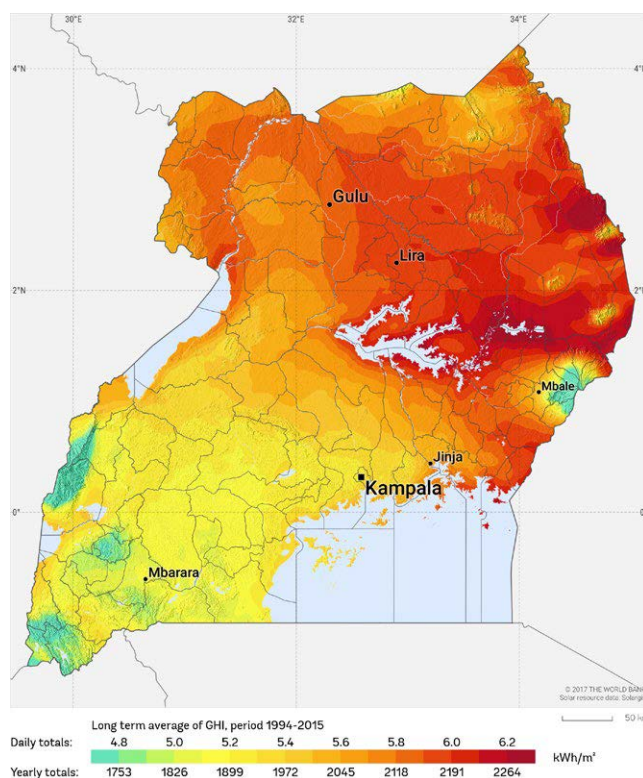 30°E 32°E 34°E
4°N 4°N
Gulu
Lira
2°N 2°
Mbale
Jinja
Kampala
0° 0°
Mbarara
© 2017 THE WORLD BANK
Solar resource data: Solargis
50 k
Long term average of GHI, period 1994-2015
Daily totals: 4.8 5.0 5.2 5.4 5.6 5.8 6.0 6.2 kWh/m²
Yearly totals: 1753 1826 1899 1972 2045 2118 2191 2264